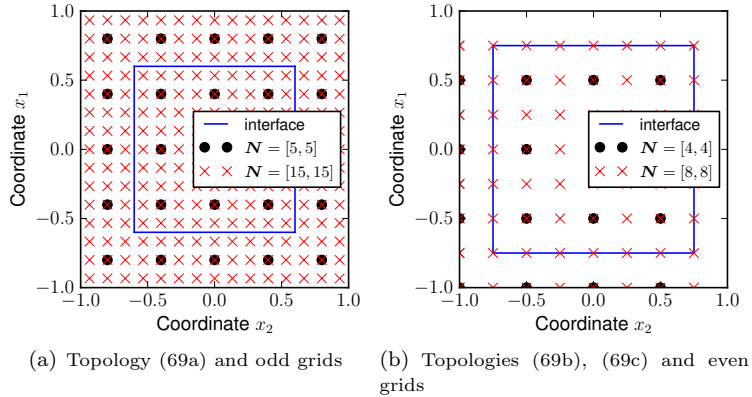 1.0
0.5
0.0
−0.5
−1.0
−1.0
−0.5
0.0
0.5
1.0
Coordinate x₁
Coordinate x₂
interface
N = [5, 5]
N = [15, 15]
(a) Topology (69a) and odd grids
1.0
0.5
0.0
−0.5
−1.0
−1.0
−0.5
0.0
0.5
1.0
Coordinate x₁
Coordinate x₂
interface
N = [4, 4]
N = [8, 8]
(b) Topologies (69b), (69c) and even
grids